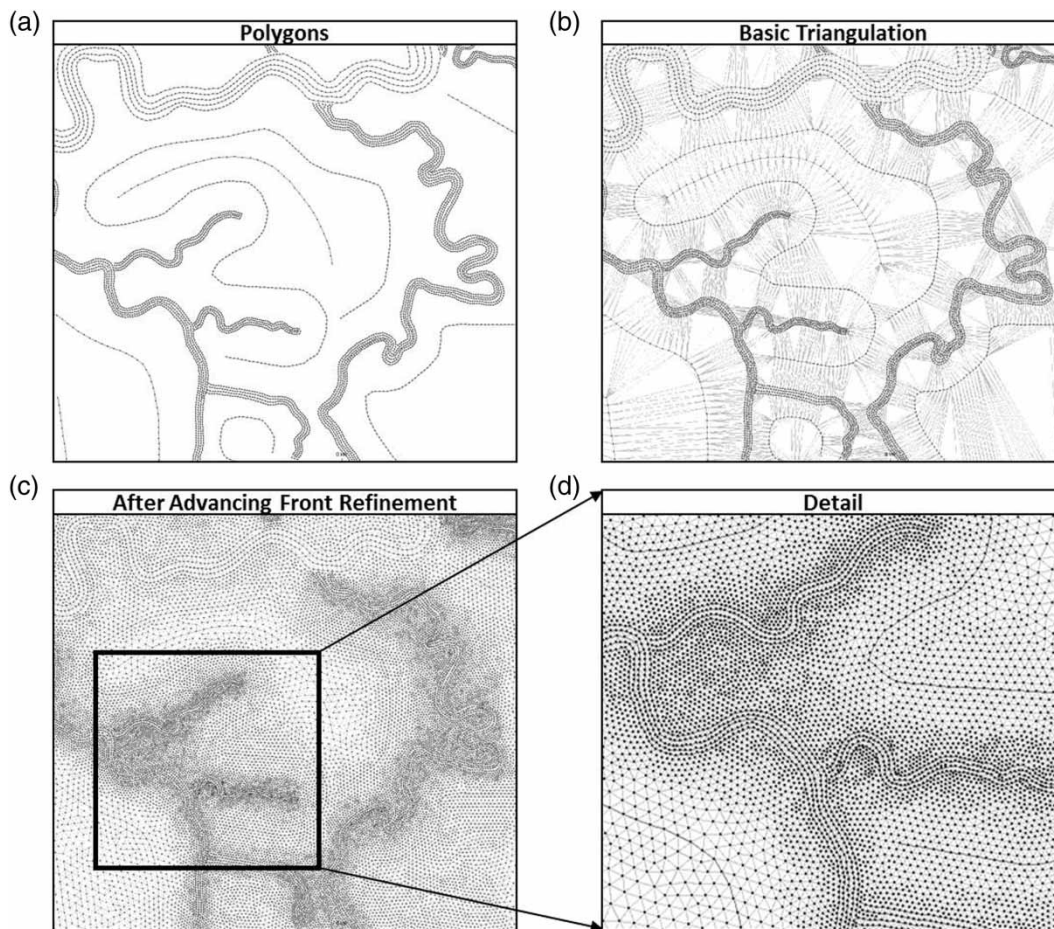 (a)
Polygons
(b)
Basic Triangulation
(c)
After Advancing Front Refinement
(d)
Detail